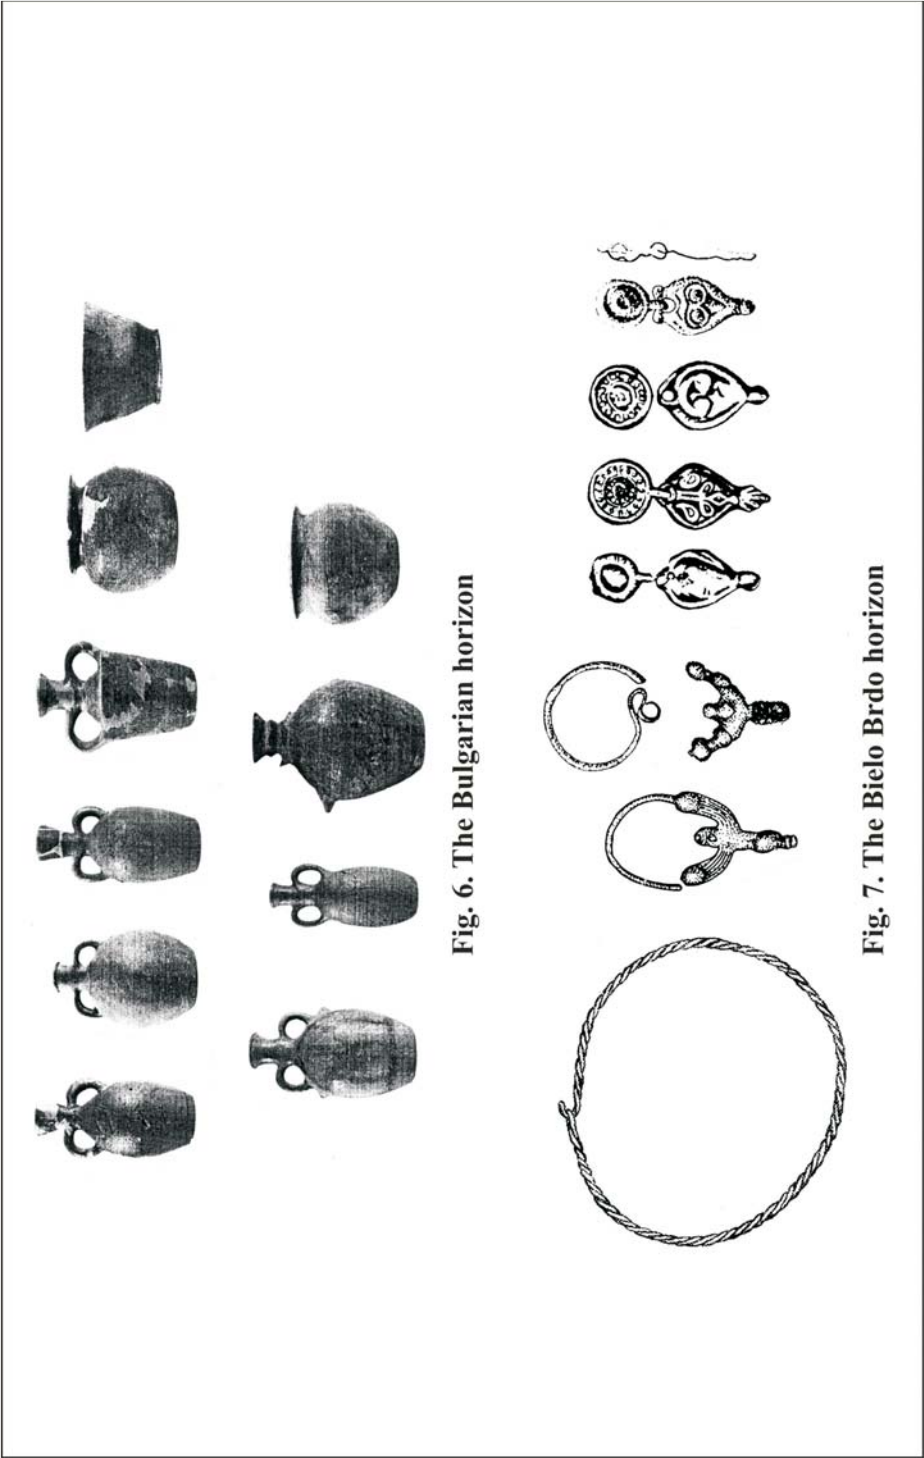 Fig. 6. The Bulgarian horizon
Fig. 7. The Bielo Brdo horizon